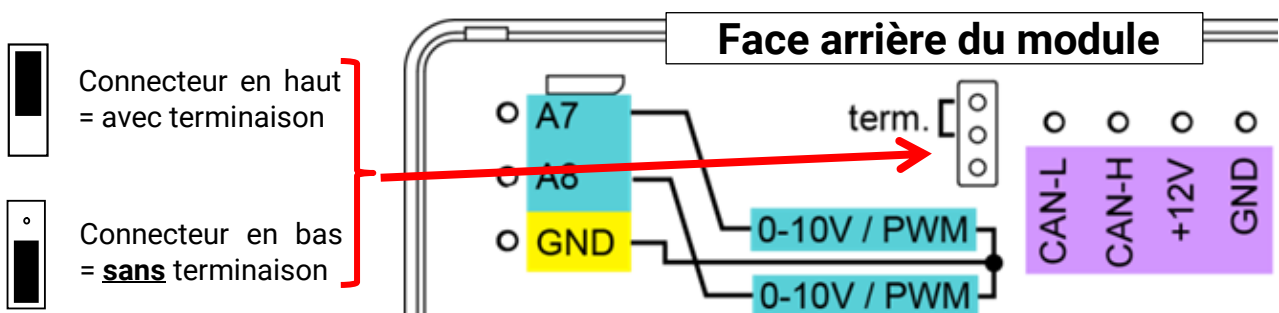 Face arrière du module
Connecteur en haut
= avec terminaison
Connecteur en bas
= sans terminaison
A7
A8
GND
term.
0-10V / PWM
0-10V / PWM
CAN-L
CAN-H
+12V
GND